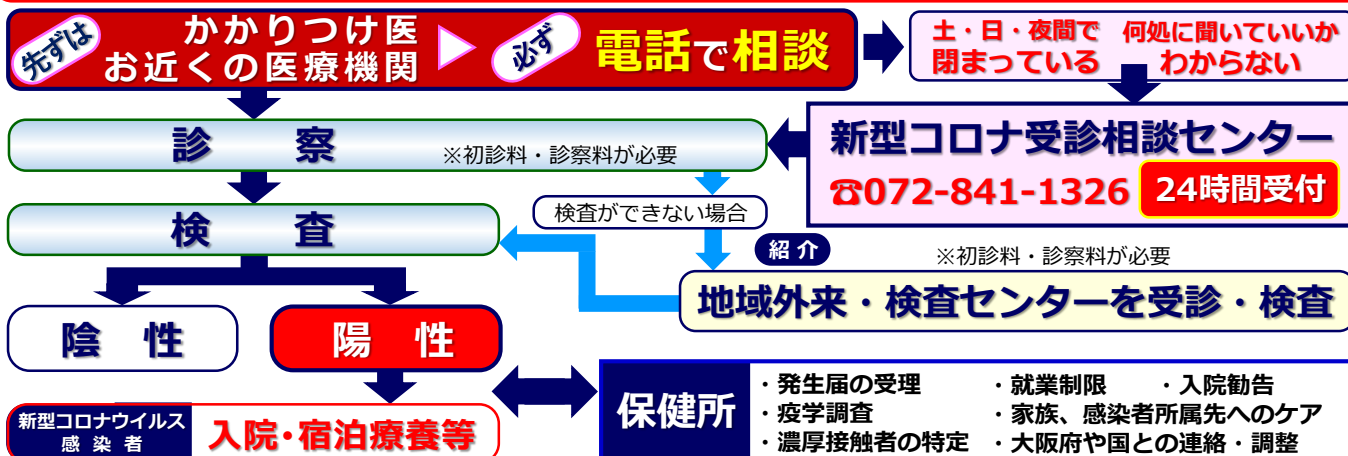 先ずは
かかりつけ医
お近くの医療機関
必ず
電話で相談
土・日・夜間で
閉まっている
何処に聞いていいか
わからない
新型コロナ受診相談センター
☎072-841-1326 24時間受付
診 察 ※初診料・診察料が必要
検査ができない場合
検 査
紹介
※初診料・診察料が必要
地域外来・検査センターを受診・検査
陰 性
陽 性
新型コロナウイルス
感 染 者
入院・宿泊療養等
保健所
・発生届の受理 ・就業制限 ・入院勧告
・疫学調査 ・家族、感染者所属先へのケア
・濃厚接触者の特定 ・大阪府や国との連絡・調整